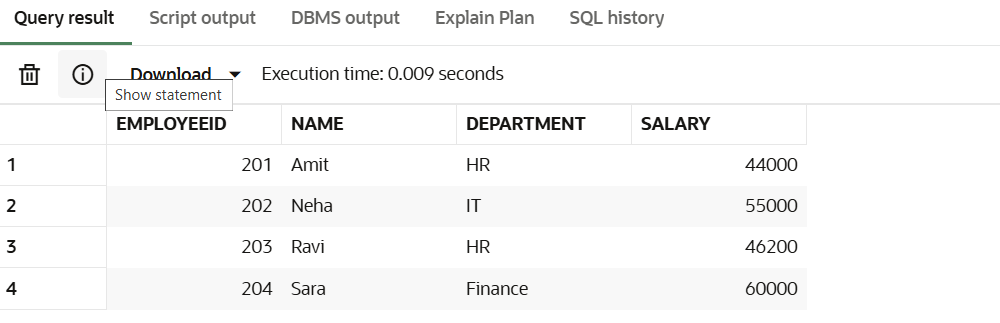 Query result Script output DBMS output Explain Plan SQL history
Download Execution time: 0.009 seconds
Show statement
EMPLOYEEID NAME DEPARTMENT SALARY
1 201 Amit HR 44000
2 202 Neha IT 55000
3 203 Ravi HR 46200
4 204 Sara Finance 60000